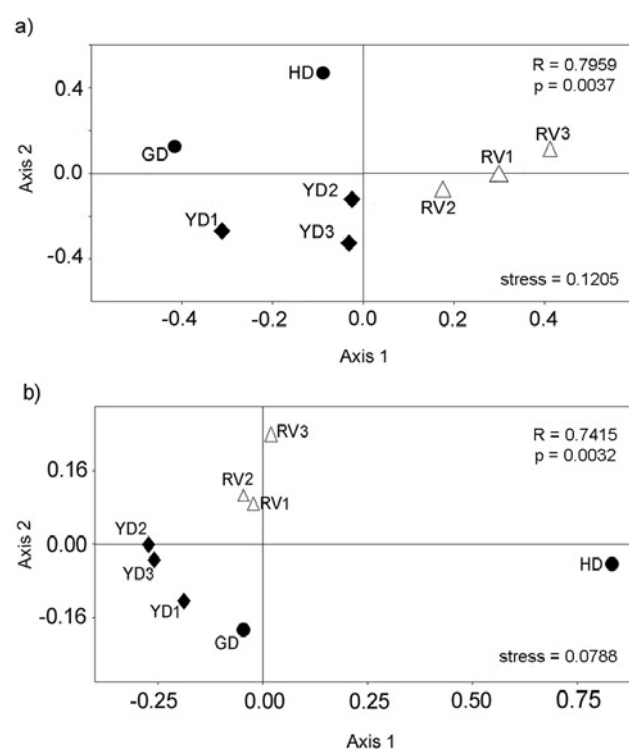 a)
R = 0.7959
p = 0.0037
HD
GD
YD1
YD2
YD3
RV1
RV2
RV3
stress = 0.1205
0.4
0.0
-0.4
Axis 2
-0.4
-0.2
0.0
0.2
0.4
Axis 1
b)
R = 0.7415
p = 0.0032
RV3
RV2
RV1
YD2
YD3
YD1
GD
HD
stress = 0.0788
0.16
0.00
-0.16
Axis 2
-0.25
0.00
0.25
0.50
0.75
Axis 1